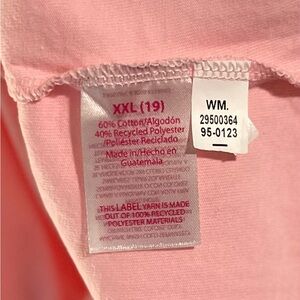 XXL (19)
60% Cotton/Algodón
40% Recycled Polyester
/Poliéster Reciclado
Made in/Hecho en
Guatemala
THIS LABEL YARN IS MADE
OUT OF 100% RECYCLED
POLYESTER MATERIALS
WM.
29500364
95-0123